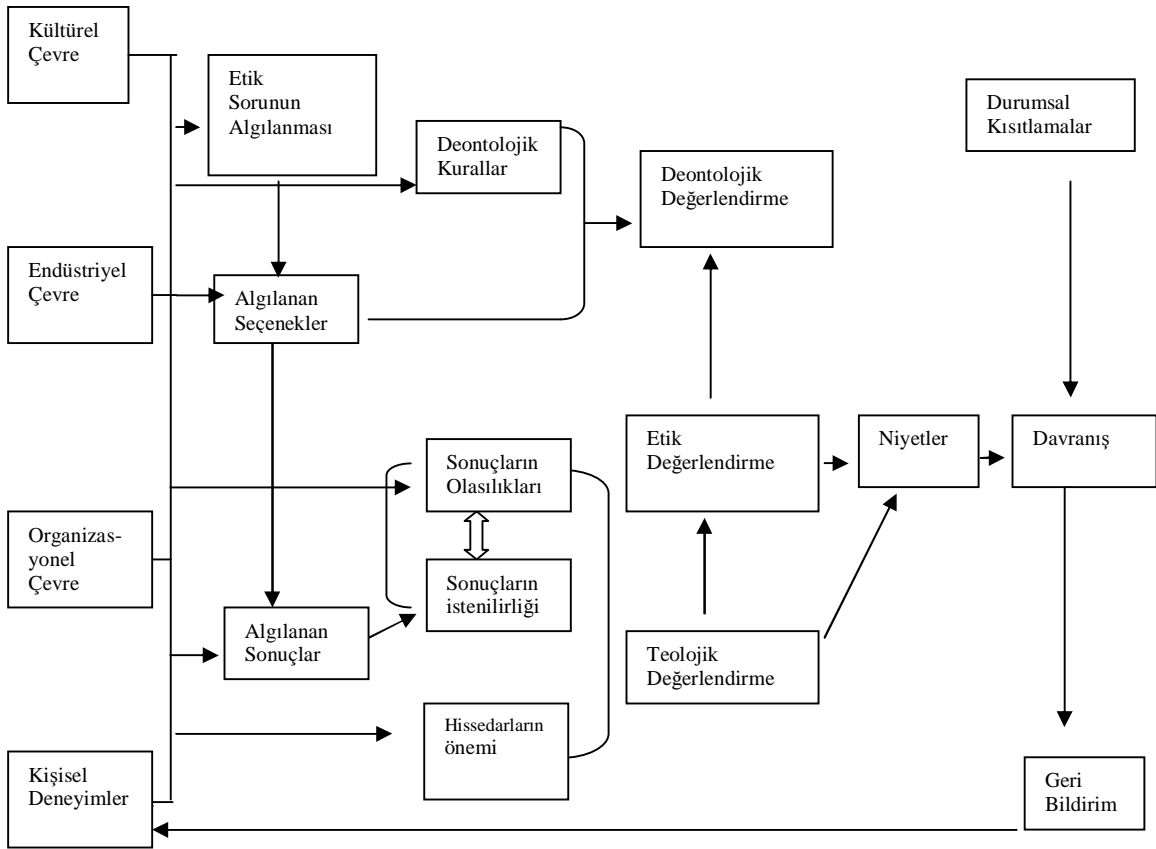 Kültürel
Çevre
Etik
Sorunun
Algılanması
Durumsal
Kısıtlamalar
Deontolojik
Kurallar
Deontolojik
Değerlendirme
Endüstriyel
Çevre
Algılanan
Seçenekler
Sonuçların
Olasılıkları
Etik
Değerlendirme
Niyetler
Davranış
Organizas-
yonel
Çevre
Sonuçların
istenilirliği
Algılanan
Sonuçlar
Teolojik
Değerlendirme
Hissedarların
önemi
Kişisel
Deneyimler
Geri
Bildirim